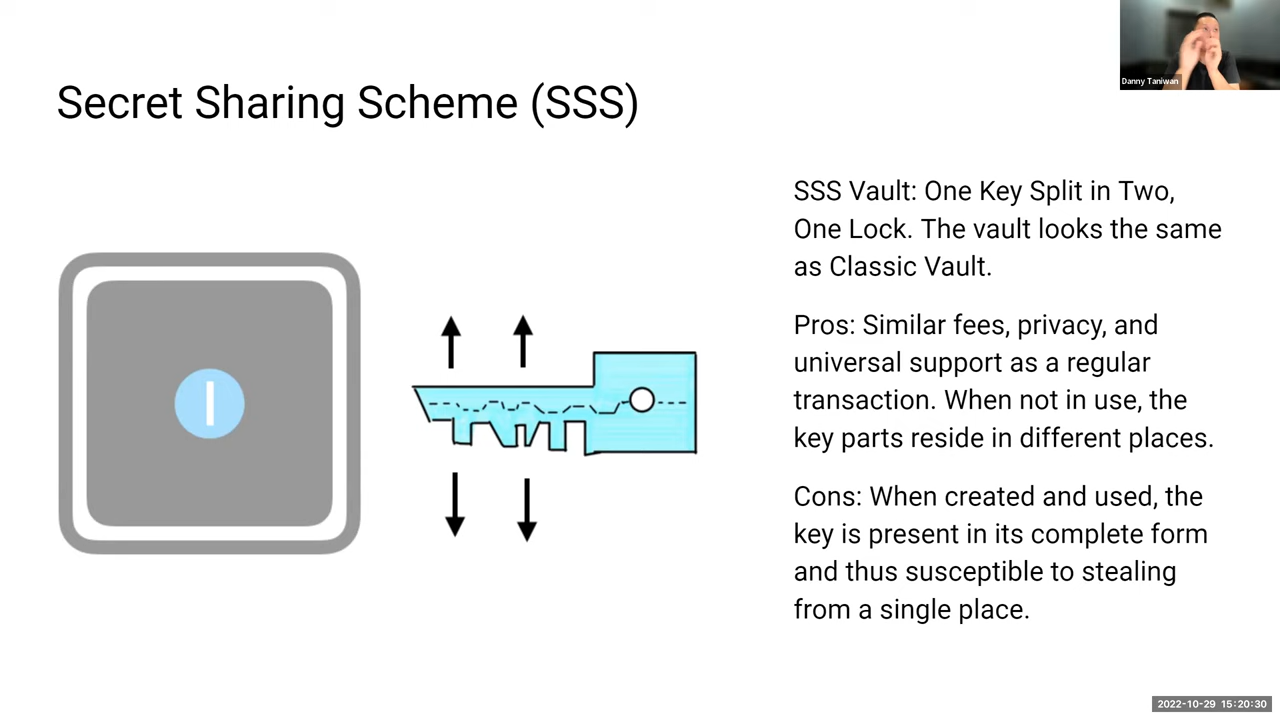 Danny Taniwan
Secret Sharing Scheme (SSS)
SSS Vault: One Key Split in Two,
One Lock. The vault looks the same
as Classic Vault.
Pros: Similar fees, privacy, and
universal support as a regular
transaction. When not in use, the
key parts reside in different places.
Cons: When created and used, the
key is present in its complete form
and thus susceptible to stealing
from a single place.
2022-10-29 15:20:30